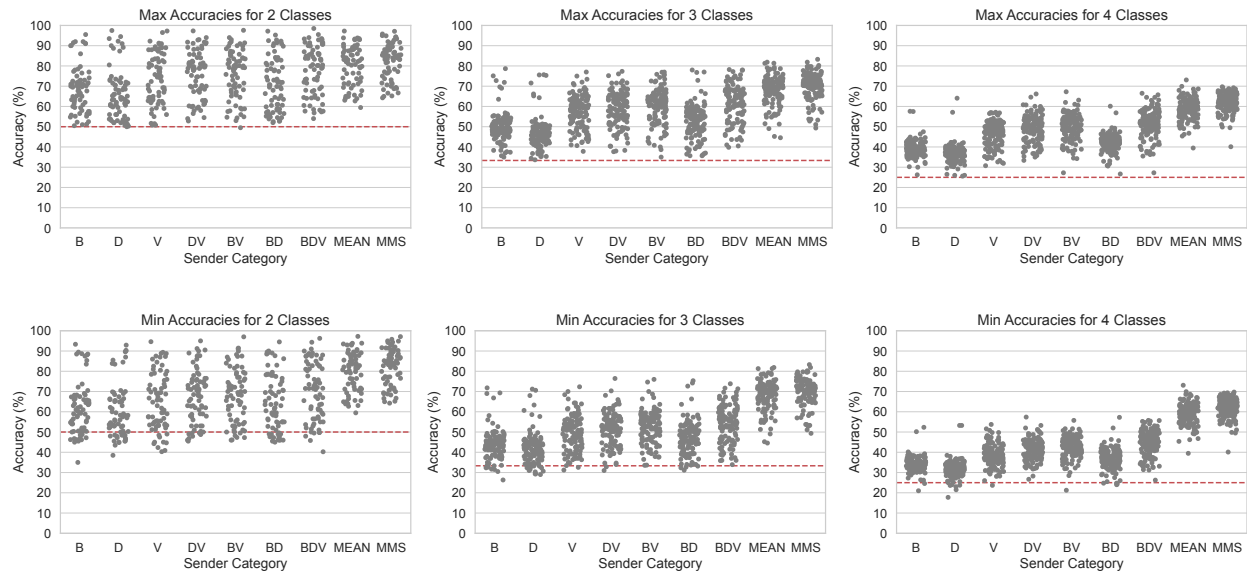 Max Accuracies for 2 Classes
Accuracy (%)
100
90
80
70
60
50
40
30
20
10
0
B D V DV BV BD BDV MEAN MMS
Sender Category
Max Accuracies for 3 Classes
Accuracy (%)
100
90
80
70
60
50
40
30
20
10
0
B D V DV BV BD BDV MEAN MMS
Sender Category
Max Accuracies for 4 Classes
Accuracy (%)
100
90
80
70
60
50
40
30
20
10
0
B D V DV BV BD BDV MEAN MMS
Sender Category
Min Accuracies for 2 Classes
Accuracy (%)
100
90
80
70
60
50
40
30
20
10
0
B D V DV BV BD BDV MEAN MMS
Sender Category
Min Accuracies for 3 Classes
Accuracy (%)
100
90
80
70
60
50
40
30
20
10
0
B D V DV BV BD BDV MEAN MMS
Sender Category
Min Accuracies for 4 Classes
Accuracy (%)
100
90
80
70
60
50
40
30
20
10
0
B D V DV BV BD BDV MEAN MMS
Sender Category